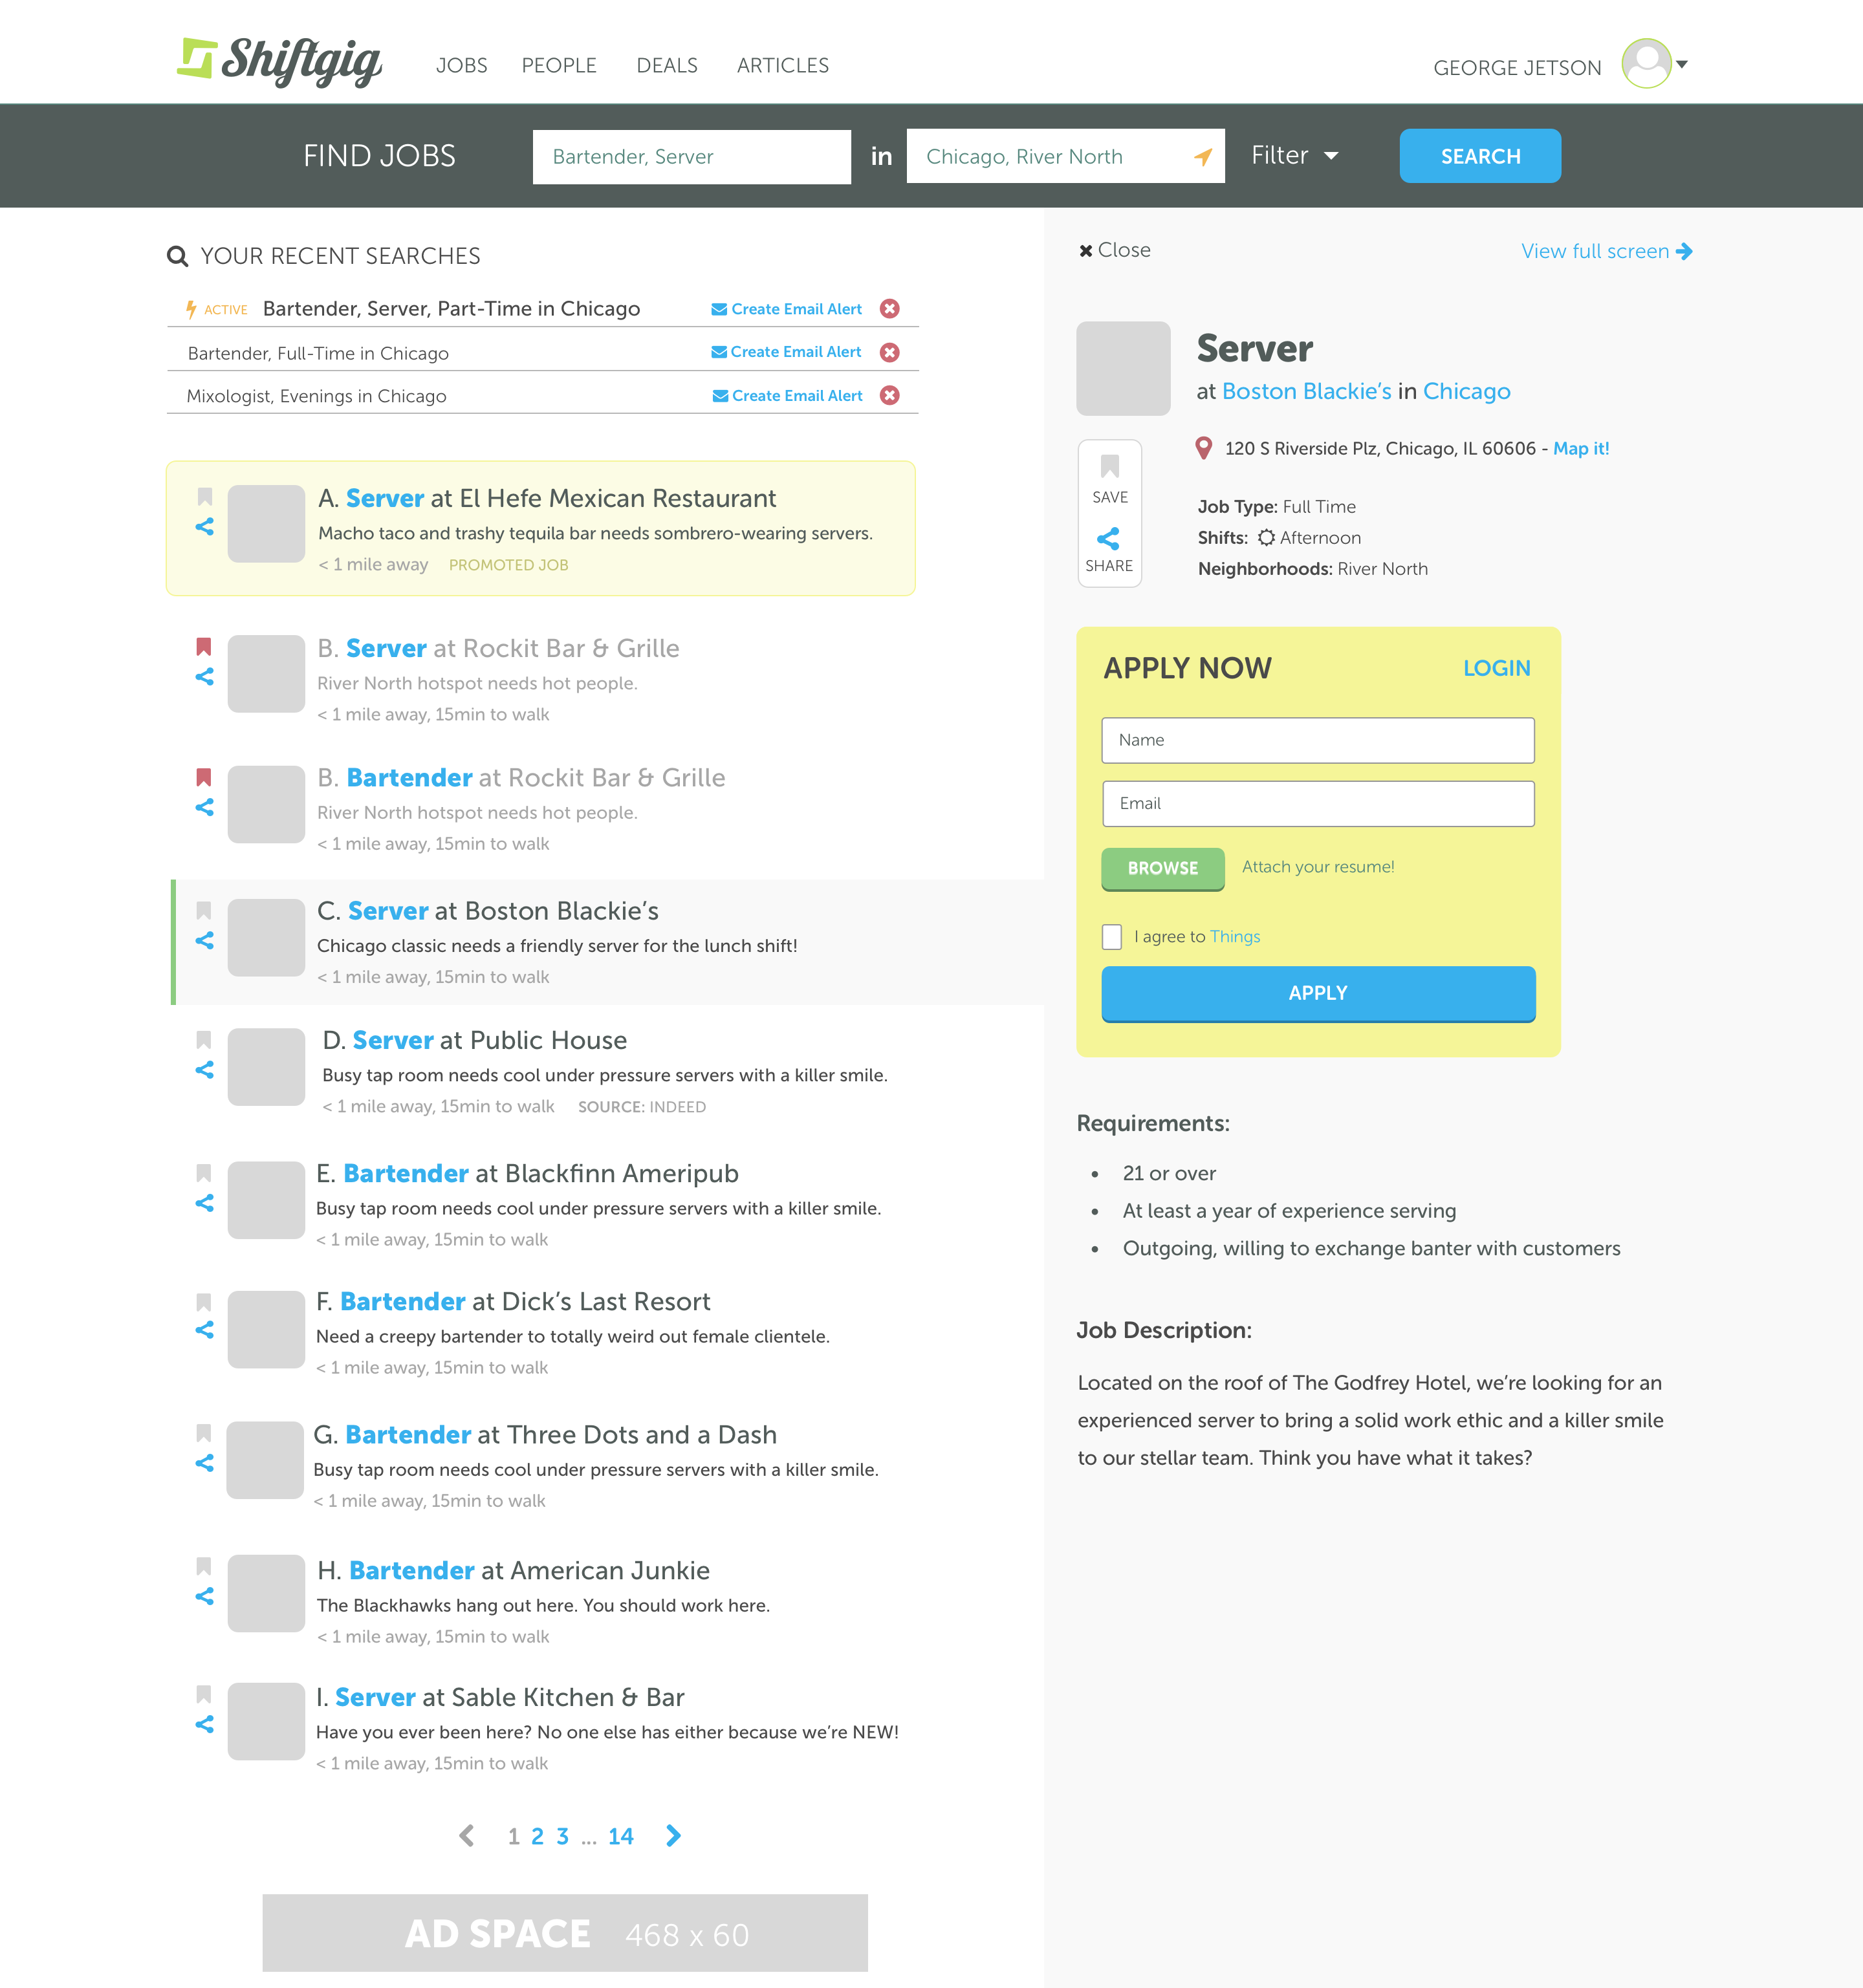 Shiftgig
JOBS PEOPLE DEALS ARTICLES
GEORGE JETSON
FIND JOBS
Bartender, Server
in
Chicago, River North
Filter
SEARCH
YOUR RECENT SEARCHES
ACTIVE Bartender, Server, Part-Time in Chicago Create Email Alert
Bartender, Full-Time in Chicago Create Email Alert
Mixologist, Evenings in Chicago Create Email Alert
A. Server at El Hefe Mexican Restaurant
Macho taco and trashy tequila bar needs sombrero-wearing servers.
< 1 mile away PROMOTED JOB
B. Server at Rockit Bar & Grille
River North hotspot needs hot people.
< 1 mile away, 15min to walk
B. Bartender at Rockit Bar & Grille
River North hotspot needs hot people.
< 1 mile away, 15min to walk
C. Server at Boston Blackie's
Chicago classic needs a friendly server for the lunch shift!
< 1 mile away, 15min to walk
D. Server at Public House
Busy tap room needs cool under pressure servers with a killer smile.
< 1 mile away, 15min to walk SOURCE: INDEED
E. Bartender at Blackfinn Ameripub
Busy tap room needs cool under pressure servers with a killer smile.
< 1 mile away, 15min to walk
F. Bartender at Dick's Last Resort
Need a creepy bartender to totally weird out female clientele.
< 1 mile away, 15min to walk
G. Bartender at Three Dots and a Dash
Busy tap room needs cool under pressure servers with a killer smile.
< 1 mile away, 15min to walk
H. Bartender at American Junkie
The Blackhawks hang out here. You should work here.
< 1 mile away, 15min to walk
I. Server at Sable Kitchen & Bar
Have you ever been here? No one else has either because we're NEW!
< 1 mile away, 15min to walk
1 2 3 ... 14
AD SPACE 468 x 60
Close
View full screen
Server
at Boston Blackie's in Chicago
120 S Riverside Plz, Chicago, IL 60606 - Map it!
SAVE
SHARE
Job Type: Full Time
Shifts: Afternoon
Neighborhoods: River North
APPLY NOW
LOGIN
Name
Email
BROWSE Attach your resume!
I agree to Things
APPLY
Requirements:
• 21 or over
• At least a year of experience serving
• Outgoing, willing to exchange banter with customers
Job Description:
Located on the roof of The Godfrey Hotel, we're looking for an
experienced server to bring a solid work ethic and a killer smile
to our stellar team. Think you have what it takes?